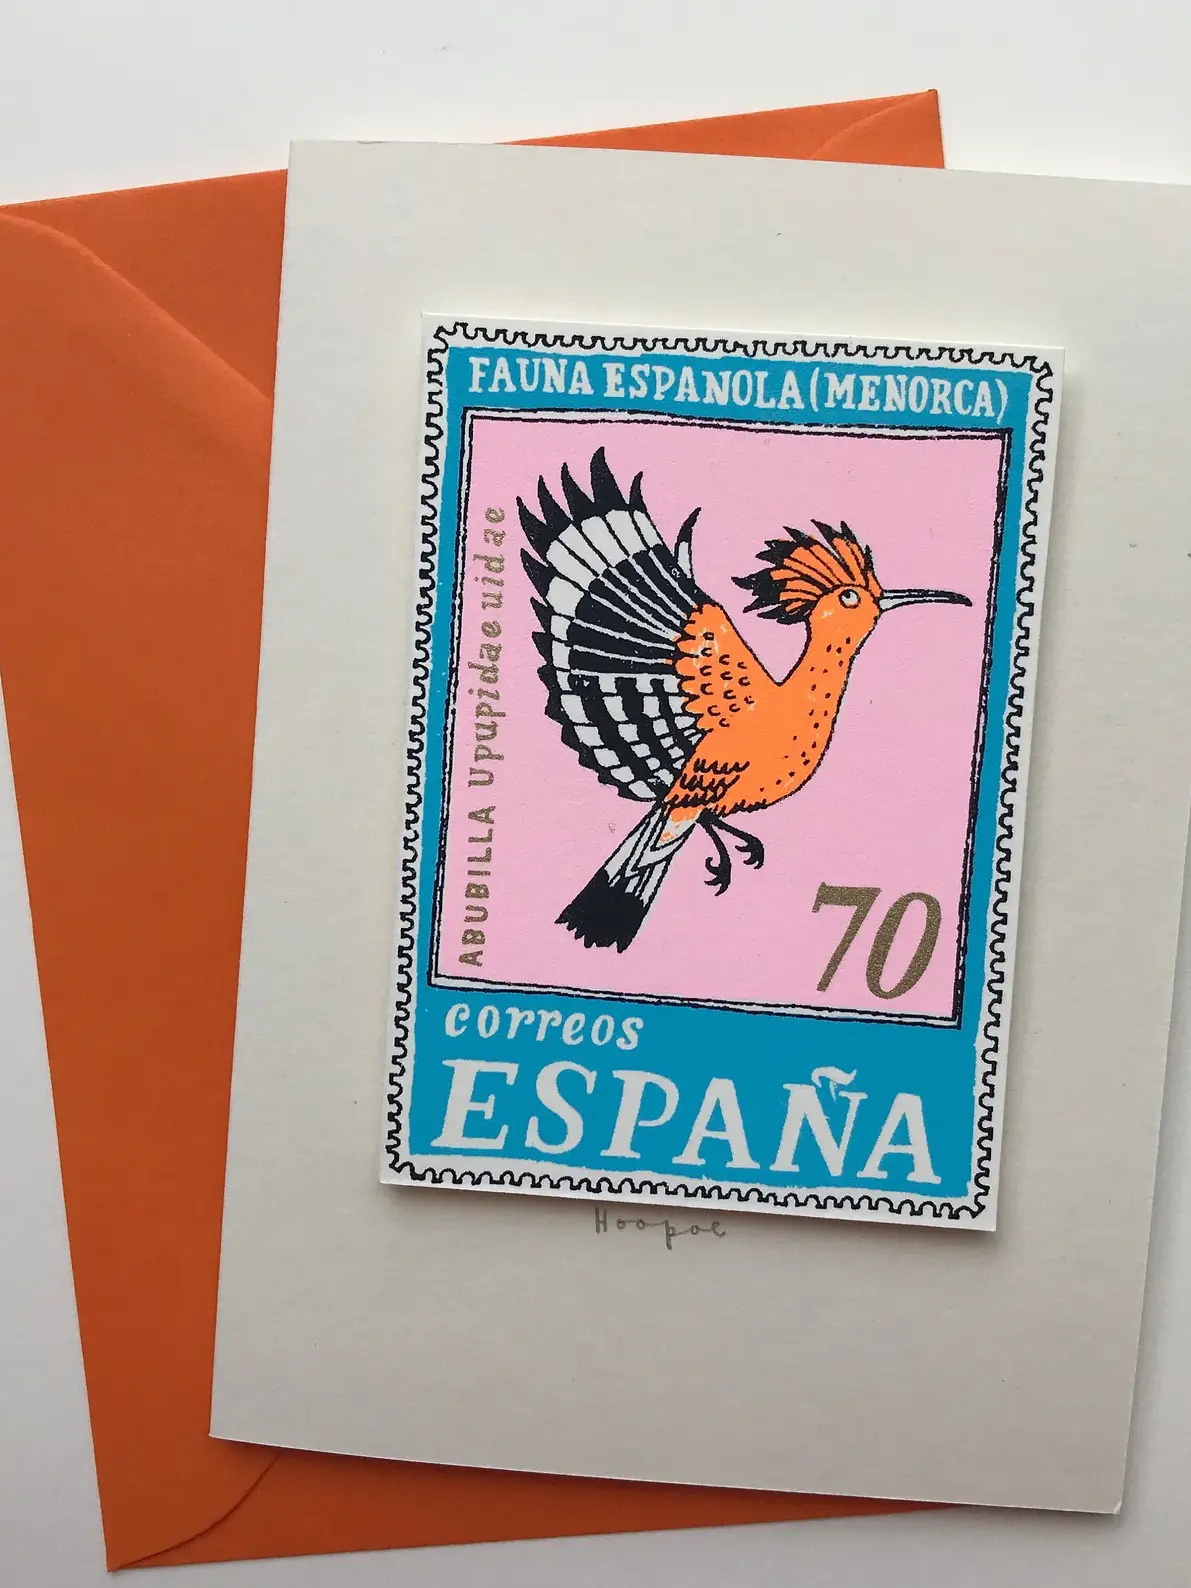 FAUNA ESPANOLA (MENORCA)
ABUBILLA Upupidae uidae
70
correos
ESPAÑA
Hoopoe